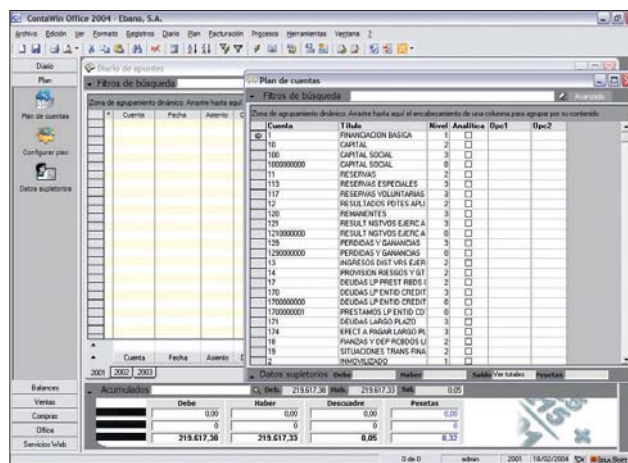 ContaWin Office 2004 - Ebano, S.A.
Archivo Edición Ver Formato Registros Diario Plan Facturación Procesos Herramientas Ventana ?
Diario
Plan
Plan de cuentas
Configurar plan
Datos supletorios
Balances
Ventas
Compras
Office
Servicios Web
Diario de apuntes
Filtros de búsqueda
Zona de agrupamiento dinámico. Arrastre hasta aquí
* Cuenta Fecha Asiento
Cuenta Fecha Asiento
2001 2002 2003
Plan de cuentas
Filtros de búsqueda
Avanzado
Zona de agrupamiento dinámico. Arrastre hasta aquí el encabezamiento de una columna para agrupar por su contenido
Cuenta Título Nivel Analítica Opc1 Opc2
1 FINANCIACION BASICA 1
10 CAPITAL 2
100 CAPITAL SOCIAL 3
1000000000 CAPITAL SOCIAL 0
11 RESERVAS 2
113 RESERVAS ESPECIALES 3
117 RESERVAS VOLUNTARIAS 3
12 RESULTADOS PDTES APLI 2
120 REMANENTES 3
121 RESULT NGTVOS EJERC A 3
1210000000 RESULT NGTVOS EJERC A 0
129 PERDIDAS Y GANANCIAS 3
1290000000 PERDIDAS Y GANANCIAS 0
13 INGRESOS DIST VRS EJER 2
14 PROVISION RIESGOS Y GT 2
17 DEUDAS LP PREST RBDS 2
170 DEUDAS LP ENTID CREDIT 3
1700000000 DEUDAS LP ENTID CREDIT 0
1700000001 PRESTAMOS LP ENTID CD 0
171 DEUDAS LARGO PLAZO 3
174 EFECT A PAGAR LARGO PL 3
18 FIANZAS Y DEP RCBDOS L 2
19 SITUACIONES TRANS FINA 2
2 INMOVILIZADO 1
Datos supletorios Debe Haber Saldo Ver totales Pesetas
Acumulados Deb. 219.617,38 Hab. 219.617,33 Sal. 0,05
Debe Haber Descuadre Pesetas
0,00 0,00 0,00 0,00
0 0 0 0
219.617,38 219.617,33 0,05 8,32
0 de 0 admin 2001 18/02/2004